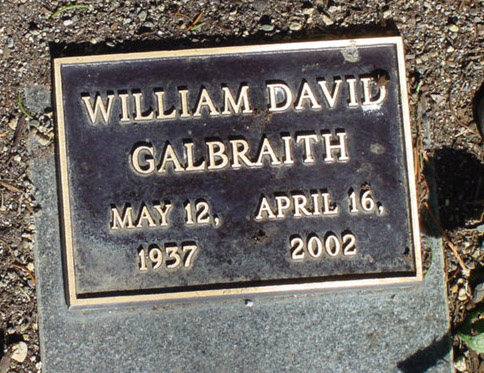 WILLIAM DAVID
GALBRAITH
MAY 12, APRIL 16,
1937 2002